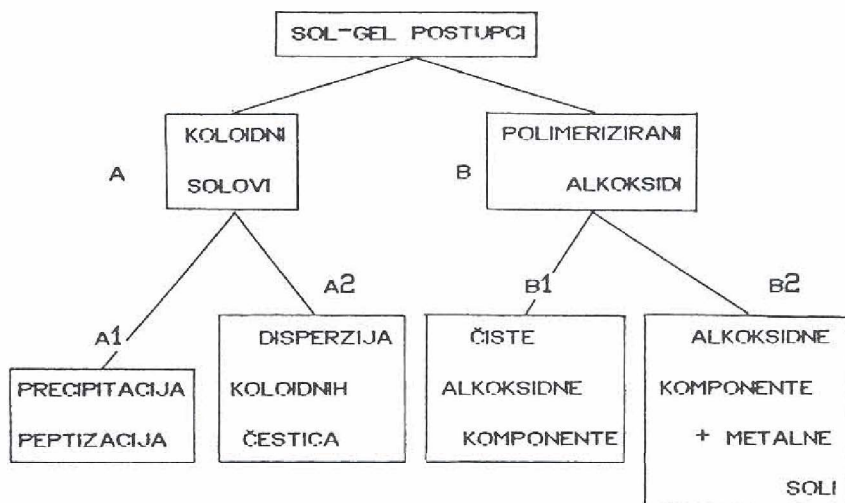 SOL-GEL POSTUPCI
A
KOLOIDNI
SOLOVI
B
POLIMERIZIRANI
ALKOKSIDI
A1
PRECIPITACIJA
PEPTIZACIJA
A2
DISPERZIJA
KOLOIDNIH
ČESTICA
B1
ČISTE
ALKOKSIDNE
KOMPONENTE
B2
ALKOKSIDNE
KOMPONENTE
+ METALNE
SOLI